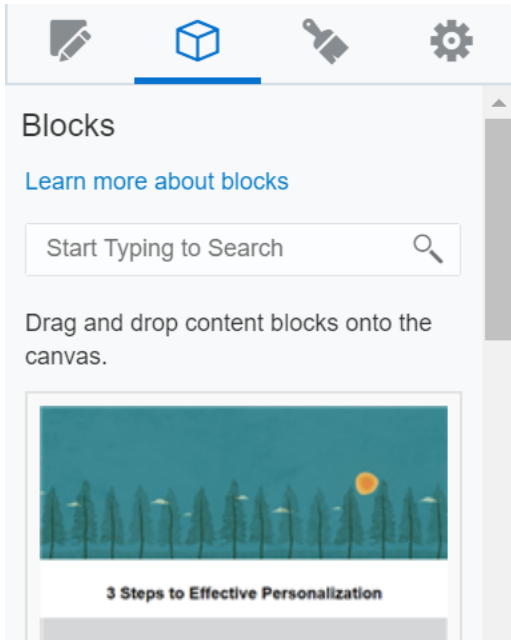 Blocks
Learn more about blocks
Start Typing to Search
Drag and drop content blocks onto the
canvas.
3 Steps to Effective Personalization